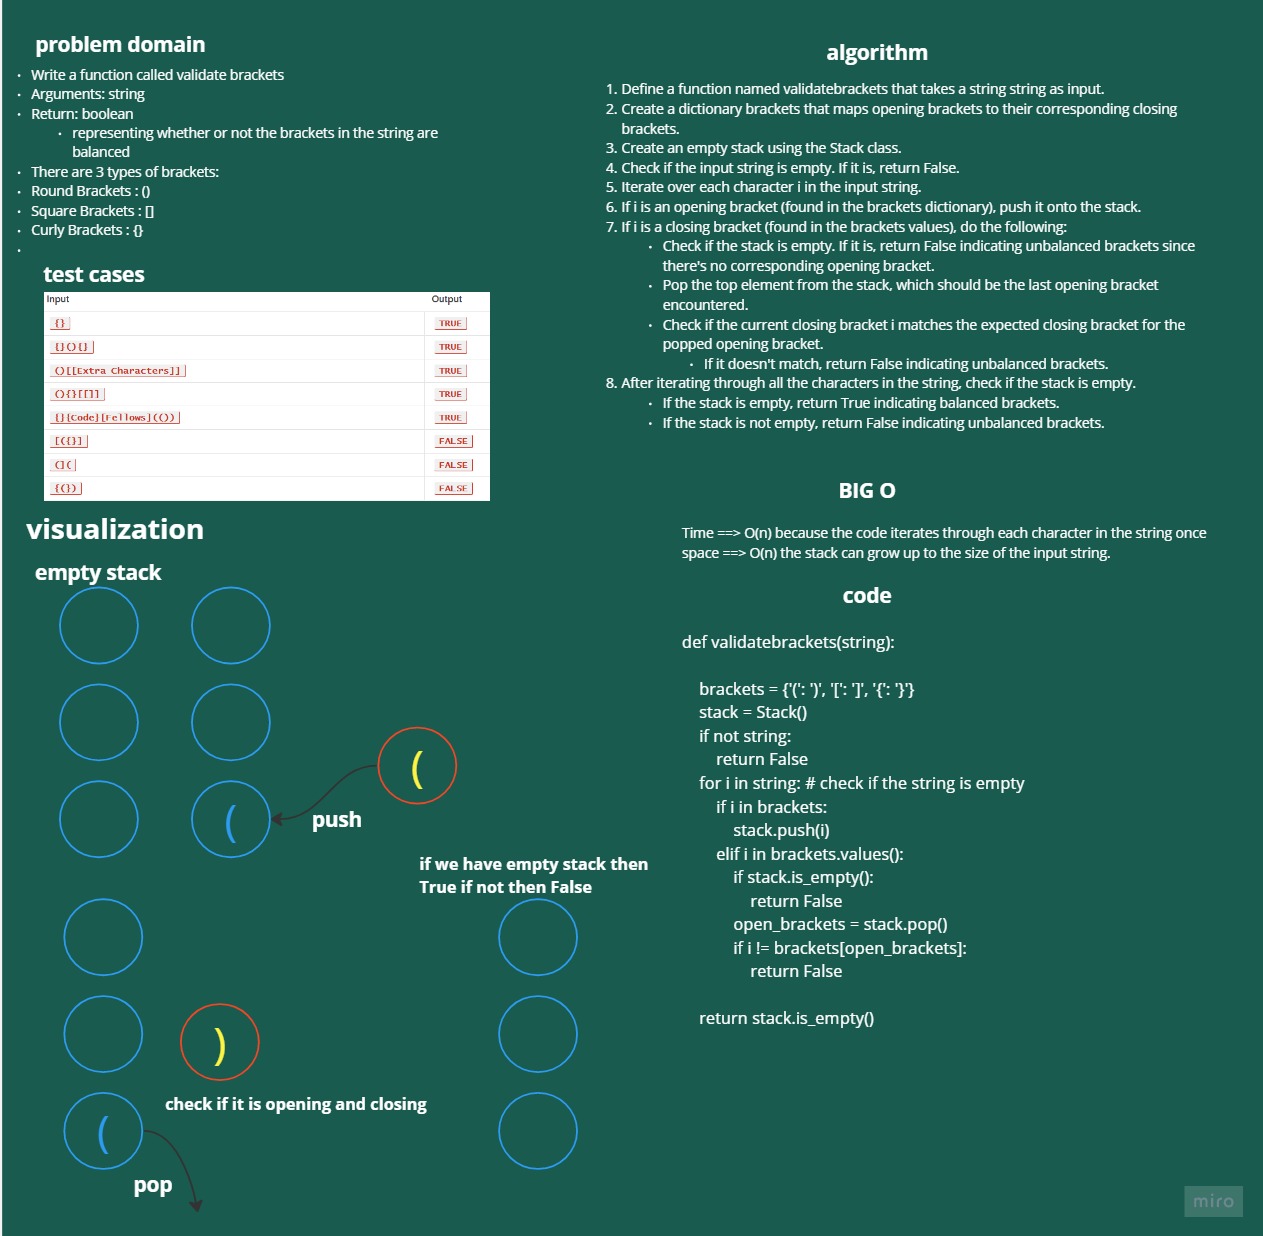 problem domain
Write a function called validate brackets
Arguments: string
Return: boolean
representing whether or not the brackets in the string are
balanced
There are 3 types of brackets:
Round Brackets : ()
Square Brackets : []
Curly Brackets : {}
test cases
Input Output
{} TRUE
{}(){} TRUE
()[[Extra Characters]] TRUE
(){}[[]] TRUE
{}{Code}[Fellows](()) TRUE
[({}] FALSE
(]( FALSE
{(}) FALSE
visualization
empty stack
(
(
push
if we have empty stack then
True if not then False
)
check if it is opening and closing
(
pop
algorithm
1. Define a function named validatebrackets that takes a string string as input.
2. Create a dictionary brackets that maps opening brackets to their corresponding closing
brackets.
3. Create an empty stack using the Stack class.
4. Check if the input string is empty. If it is, return False.
5. Iterate over each character i in the input string.
6. If i is an opening bracket (found in the brackets dictionary), push it onto the stack.
7. If i is a closing bracket (found in the brackets values), do the following:
Check if the stack is empty. If it is, return False indicating unbalanced brackets since
there's no corresponding opening bracket.
Pop the top element from the stack, which should be the last opening bracket
encountered.
Check if the current closing bracket i matches the expected closing bracket for the
popped opening bracket.
If it doesn't match, return False indicating unbalanced brackets.
8. After iterating through all the characters in the string, check if the stack is empty.
If the stack is empty, return True indicating balanced brackets.
If the stack is not empty, return False indicating unbalanced brackets.
BIG O
Time ==> O(n) because the code iterates through each character in the string once
space ==> O(n) the stack can grow up to the size of the input string.
code
def validatebrackets(string):
brackets = {'(': ')', '[': ']', '{': '}'}
stack = Stack()
if not string:
return False
for i in string: # check if the string is empty
if i in brackets:
stack.push(i)
elif i in brackets.values():
if stack.is_empty():
return False
open_brackets = stack.pop()
if i != brackets[open_brackets]:
return False
return stack.is_empty()
miro